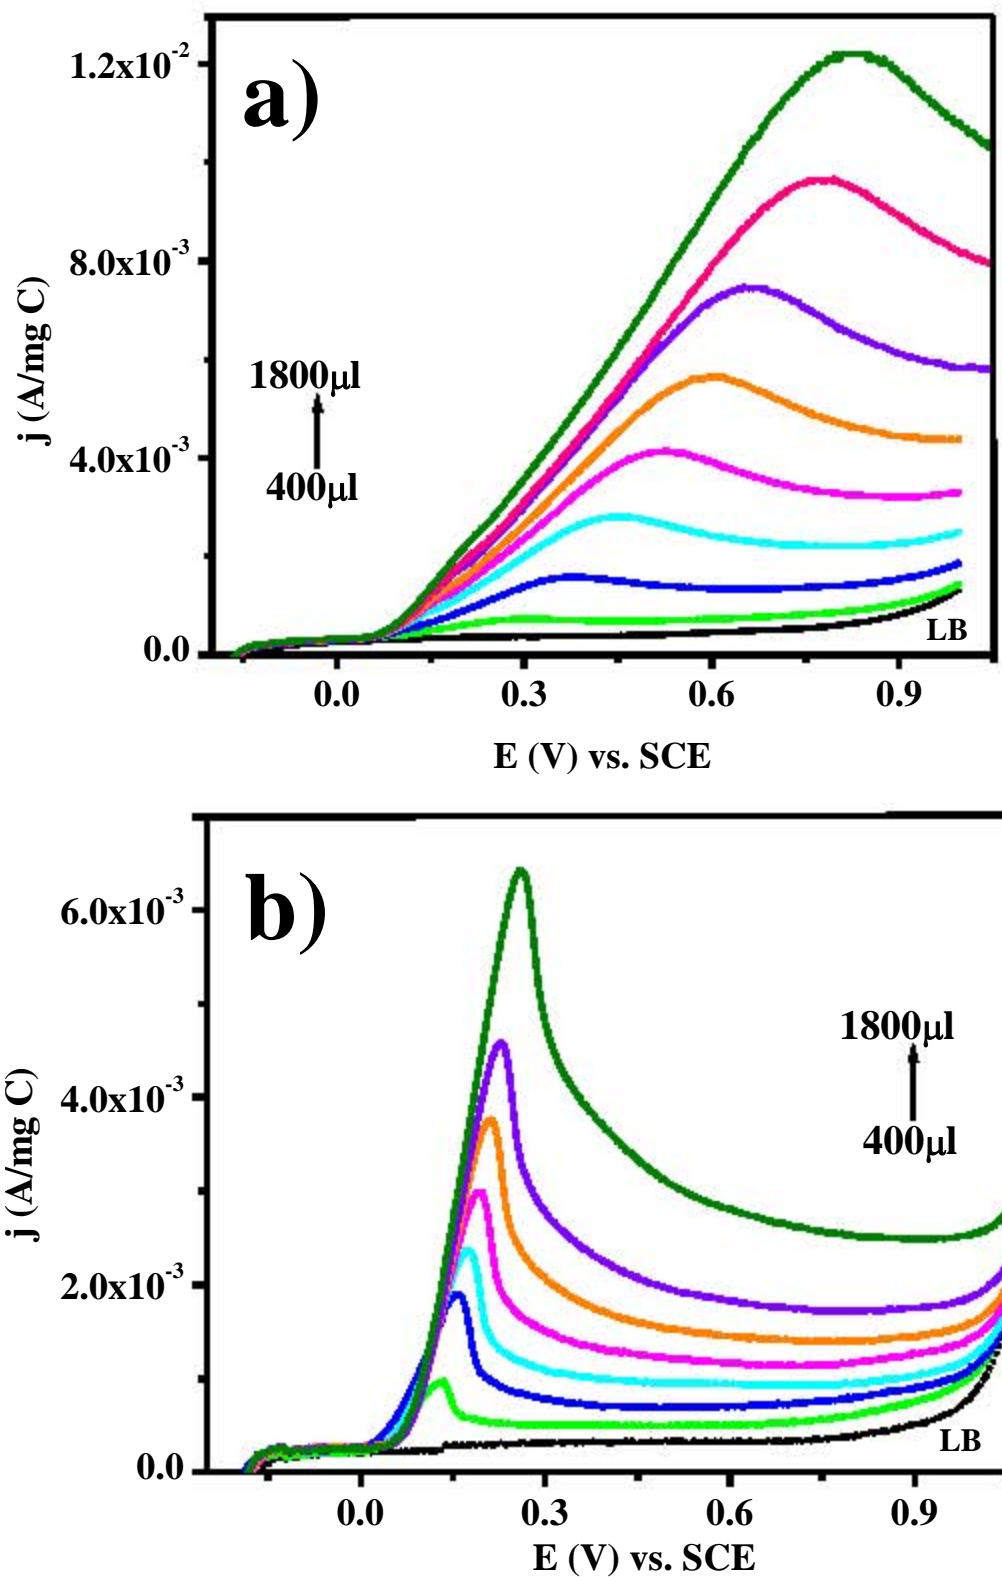 a)
1.2x10⁻²
8.0x10⁻³
4.0x10⁻³
0.0
j (A/mg C)
1800μl
400μl
LB
0.0 0.3 0.6 0.9
E (V) vs. SCE
b)
6.0x10⁻³
4.0x10⁻³
2.0x10⁻³
0.0
j (A/mg C)
1800μl
400μl
LB
0.0 0.3 0.6 0.9
E (V) vs. SCE